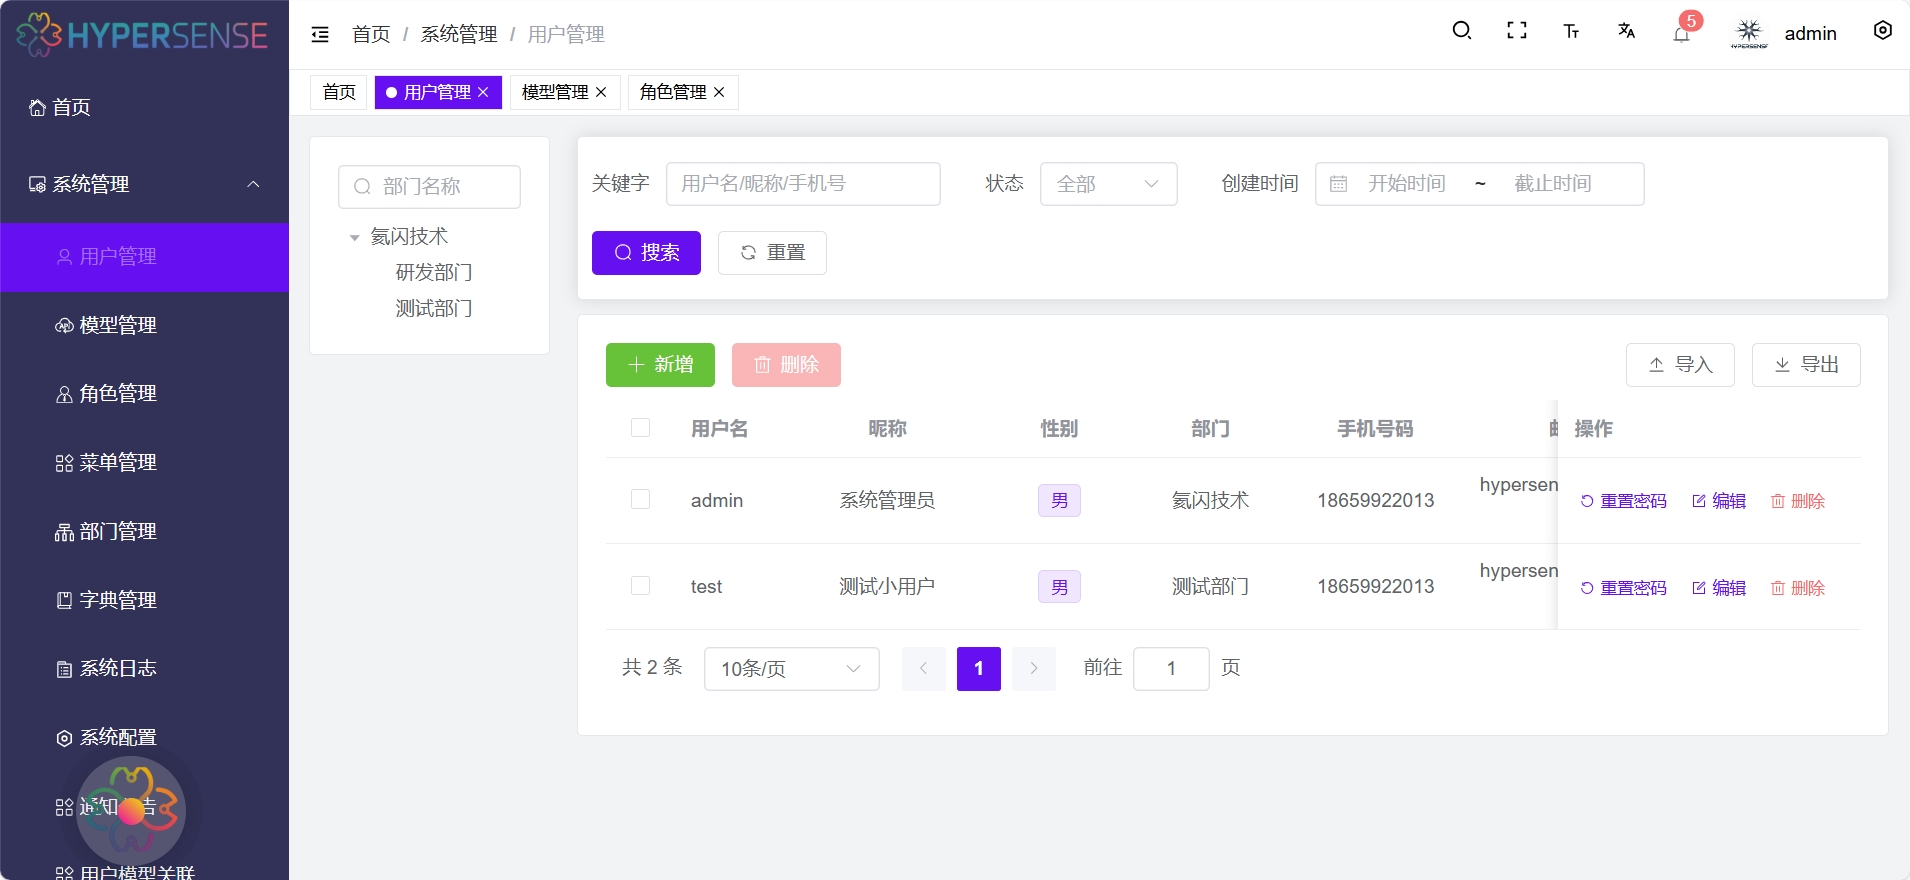 HYPERSENSE
首页
系统管理
用户管理
模型管理
角色管理
菜单管理
部门管理
字典管理
系统日志
系统配置
通知
告
用户模型关联
首页 / 系统管理 / 用户管理
5
HYPERSENSE
admin
首页
用户管理
模型管理
角色管理
部门名称
氦闪技术
研发部门
测试部门
关键字 用户名/昵称/手机号 状态 全部 创建时间 开始时间 ~ 截止时间
搜索 重置
新增 删除 导入 导出
用户名 昵称 性别 部门 手机号码 操作
admin 系统管理员 男 氦闪技术 18659922013 hypersen 重置密码 编辑 删除
test 测试小用户 男 测试部门 18659922013 hypersen 重置密码 编辑 删除
共 2 条 10条/页 1 前往 1 页